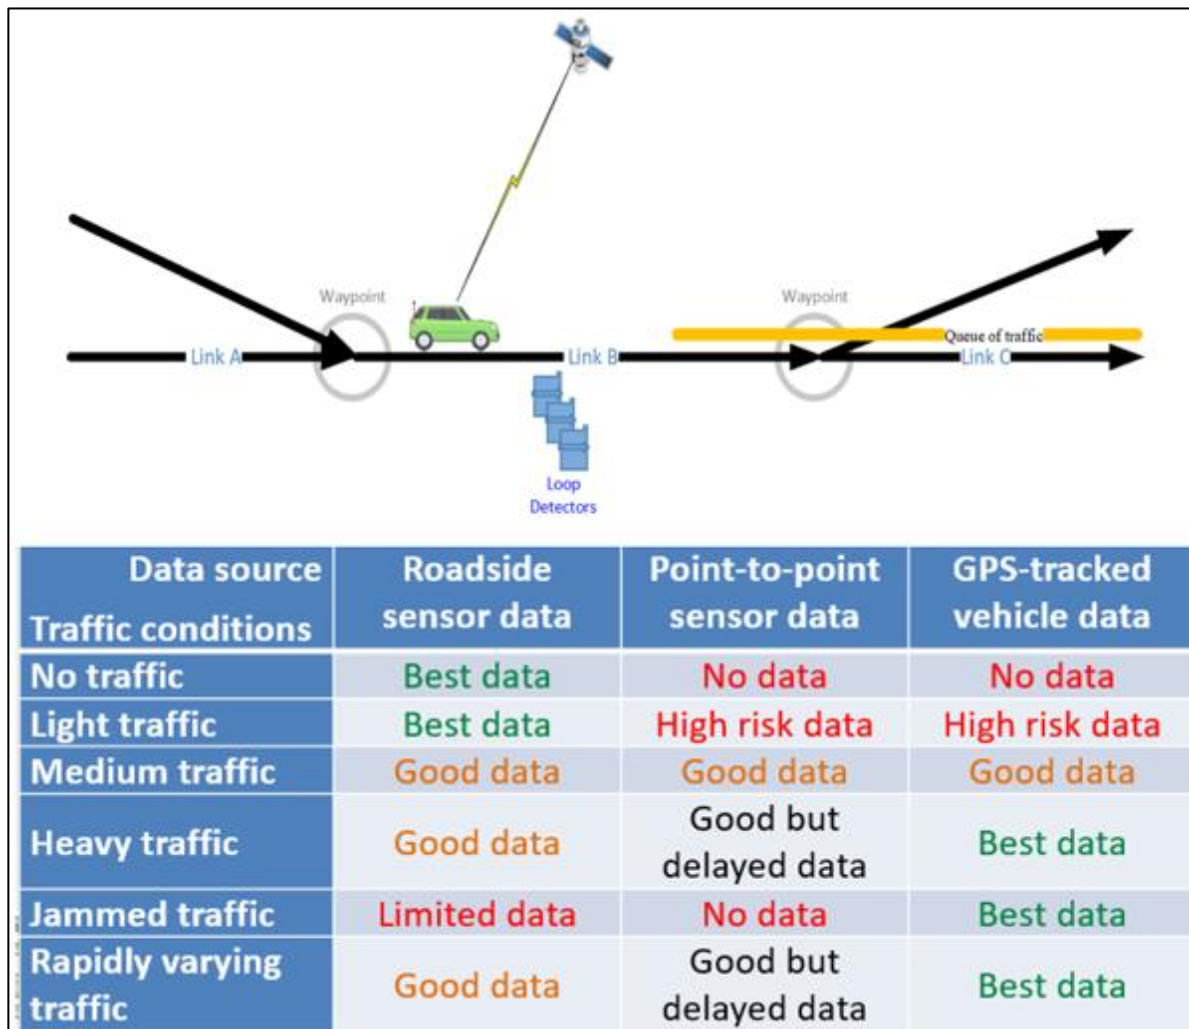 Waypoint
Waypoint
Queue of traffic
Link A
Link B
Link C
Loop
Detectors
Data source
Traffic conditions
Roadside
sensor data
Point-to-point
sensor data
GPS-tracked
vehicle data
No traffic
Best data
No data
No data
Light traffic
Best data
High risk data
High risk data
Medium traffic
Good data
Good data
Good data
Heavy traffic
Good data
Good but
delayed data
Best data
Jammed traffic
Limited data
No data
Best data
Rapidly varying
traffic
Good data
Good but
delayed data
Best data